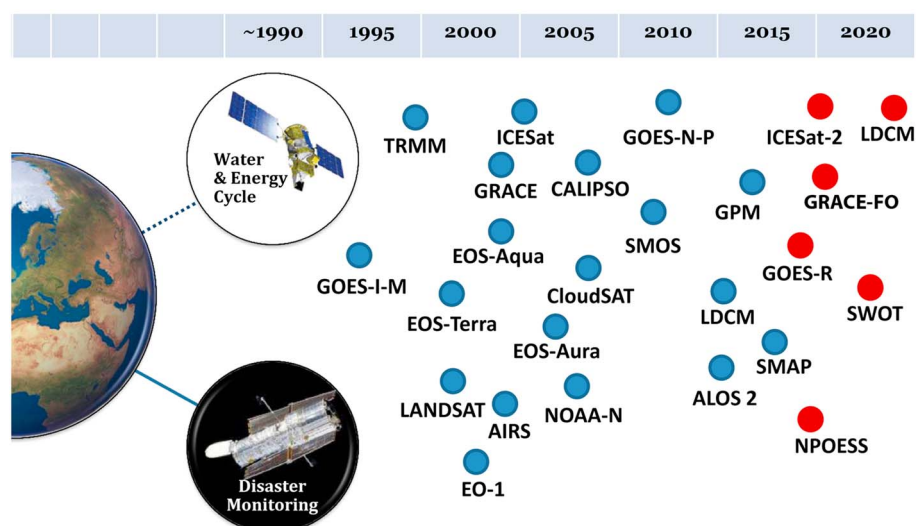 ~1990 1995 2000 2005 2010 2015 2020
Water
& Energy
Cycle
TRMM
ICESat
GOES-N-P
ICESat-2
LDCM
GRACE
CALIPSO
GPM
GRACE-FO
SMOS
EOS-Aqua
GOES-I-M
CloudSAT
GOES-R
EOS-Terra
LDCM
SWOT
EOS-Aura
SMAP
LANDSAT
AIRS
NOAA-N
ALOS 2
NPOESS
EO-1
Disaster
Monitoring